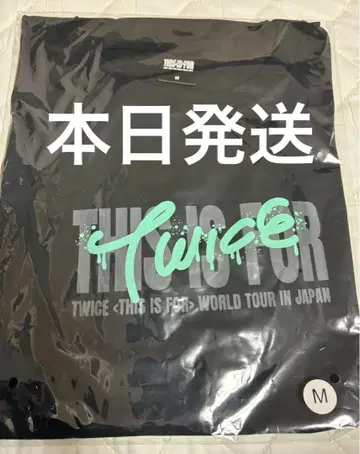 THIS IS FOR
M
本日発送
THIS IS FOR
TWICE
TWICE <THIS IS FOR> WORLD TOUR IN JAPAN
M